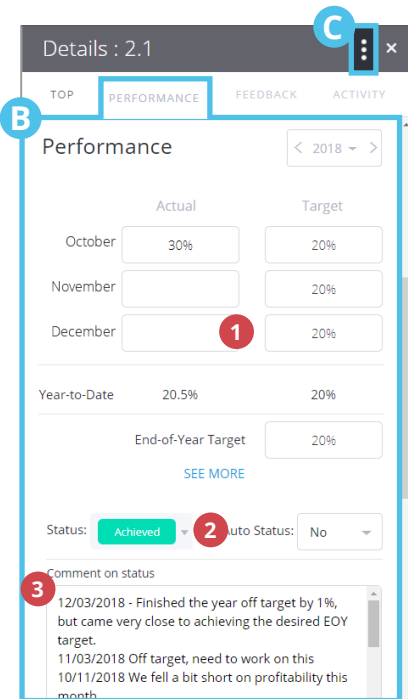 C
Details : 2.1
TOP PERFORMANCE FEEDBACK ACTIVITY
B
Performance < 2018 >
Actual Target
October 30% 20%
November 20%
December 1 20%
Year-to-Date 20.5% 20%
End-of-Year Target 20%
SEE MORE
Status: Achieved 2 uto Status: No
Comment on status
3
12/03/2018 - Finished the year off target by 1%,
but came very close to achieving the desired EOY
target.
11/03/2018 Off target, need to work on this
10/11/2018 We fell a bit short on profitability this
month